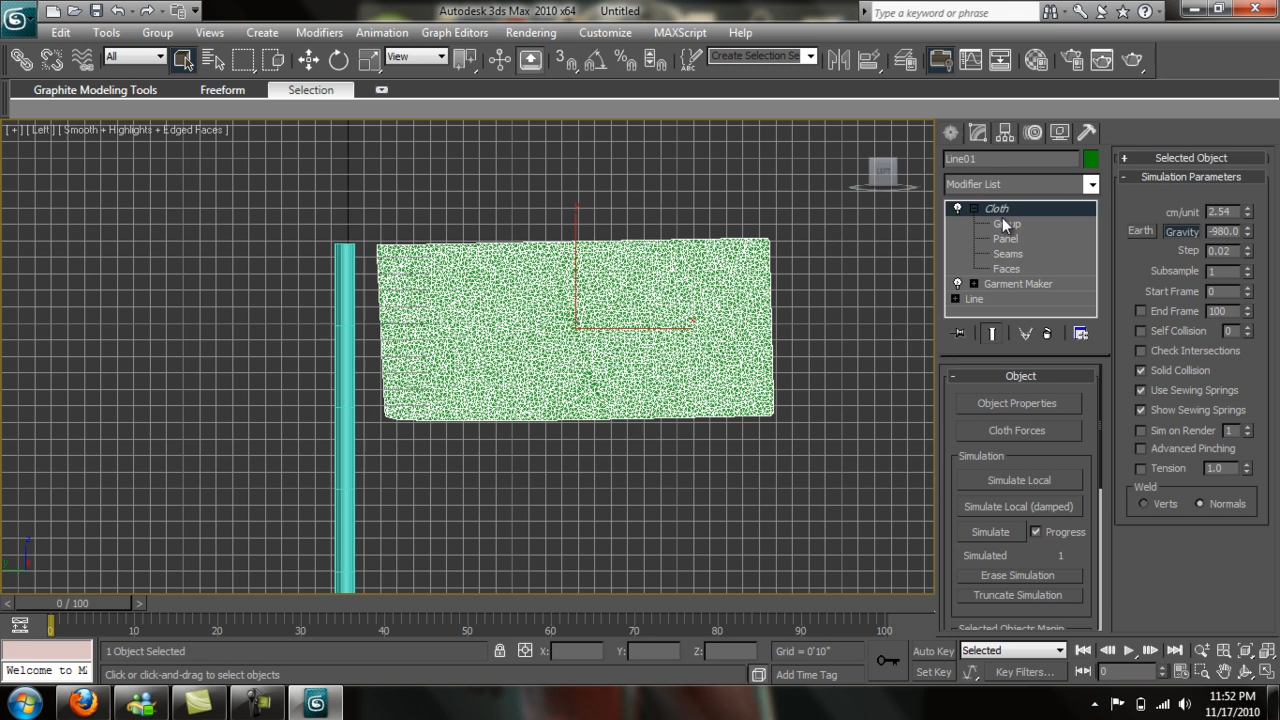 Autodesk 3ds Max 2010 x64 Untitled
Type a keyword or phrase
Edit Tools Group Views Create Modifiers Animation Graph Editors Rendering Customize MAXScript Help
All View 3 Create Selection Se
Graphite Modeling Tools Freeform Selection
[ + ] [ Left ] [ Smooth + Highlights + Edged Faces ]
LEFT
Line01
Modifier List
Cloth
Group
Panel
Seams
Faces
Garment Maker
Line
- Object
Object Properties
Cloth Forces
Simulation
Simulate Local
Simulate Local (damped)
Simulate Progress
Simulated 1
Erase Simulation
Truncate Simulation
+ Selected Object
- Simulation Parameters
cm/unit 2.54
Earth Gravity -980.0
Step 0.02
Subsample 1
Start Frame 0
End Frame 100
Self Collision 0
Check Intersections
Solid Collision
Use Sewing Springs
Show Sewing Springs
Sim on Render 1
Advanced Pinching
Tension 1.0
Weld
Verts Normals
< 0 / 100 >
0 10 20 30 40 50 60 70 80 90 100
1 Object Selected X: Y: Z: Grid = 0'10" Auto Key Selected
Welcome to M Click or click-and-drag to select objects Add Time Tag Set Key Key Filters... 0
11:52 PM
11/17/2010